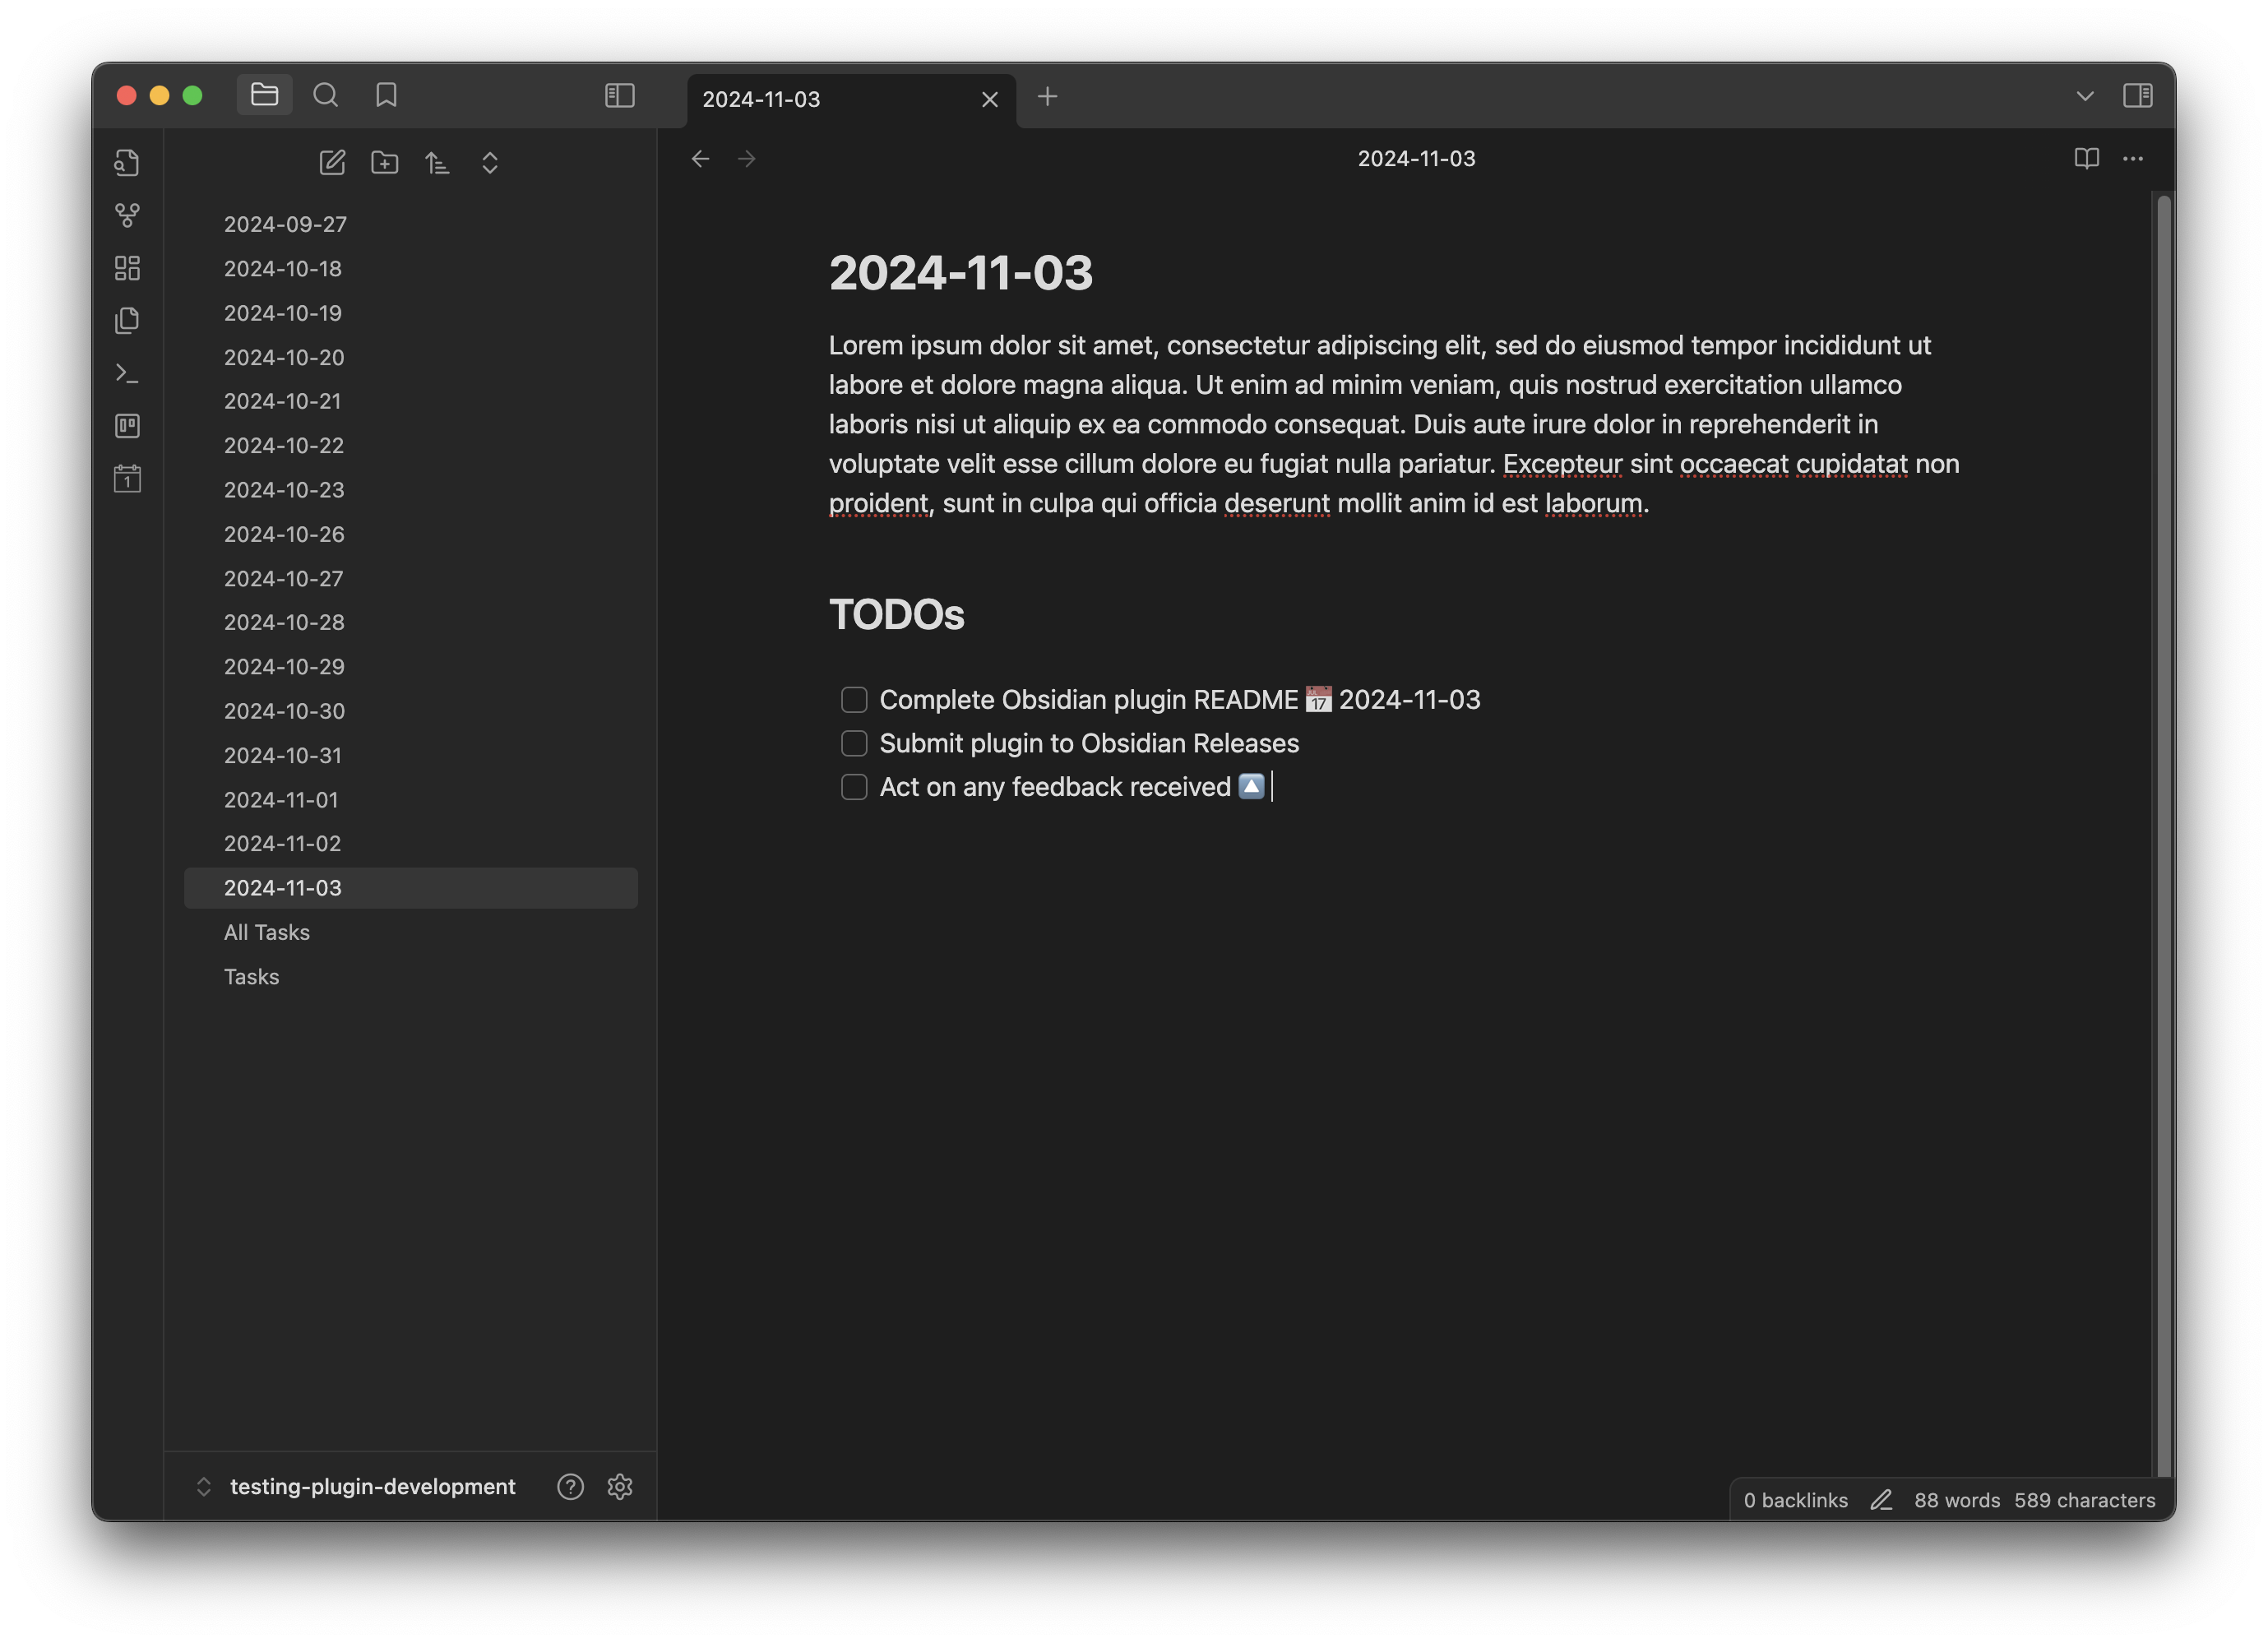 2024-11-03
2024-11-03
2024-09-27
2024-10-18
2024-10-19
2024-10-20
2024-10-21
2024-10-22
2024-10-23
2024-10-26
2024-10-27
2024-10-28
2024-10-29
2024-10-30
2024-10-31
2024-11-01
2024-11-02
2024-11-03
All Tasks
Tasks
1
testing-plugin-development
2024-11-03
Lorem ipsum dolor sit amet, consectetur adipiscing elit, sed do eiusmod tempor incididunt ut
labore et dolore magna aliqua. Ut enim ad minim veniam, quis nostrud exercitation ullamco
laboris nisi ut aliquip ex ea commodo consequat. Duis aute irure dolor in reprehenderit in
voluptate velit esse cillum dolore eu fugiat nulla pariatur. Excepteur sint occaecat cupidatat non
proident, sunt in culpa qui officia deserunt mollit anim id est laborum.
TODOs
Complete Obsidian plugin README 📅 2024-11-03
Submit plugin to Obsidian Releases
Act on any feedback received 🔼
0 backlinks 88 words 589 characters